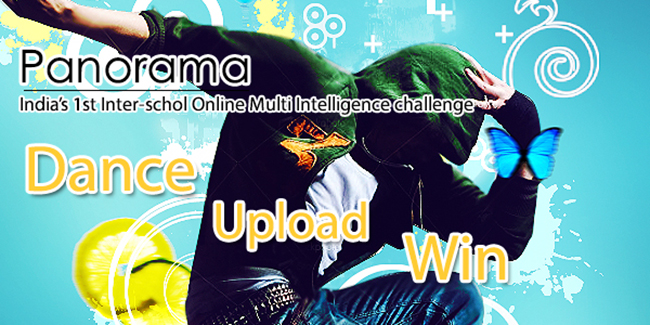 Panorama
India's 1st Inter-schol Online Multi Intelligence challenge
Dance
Upload
Win